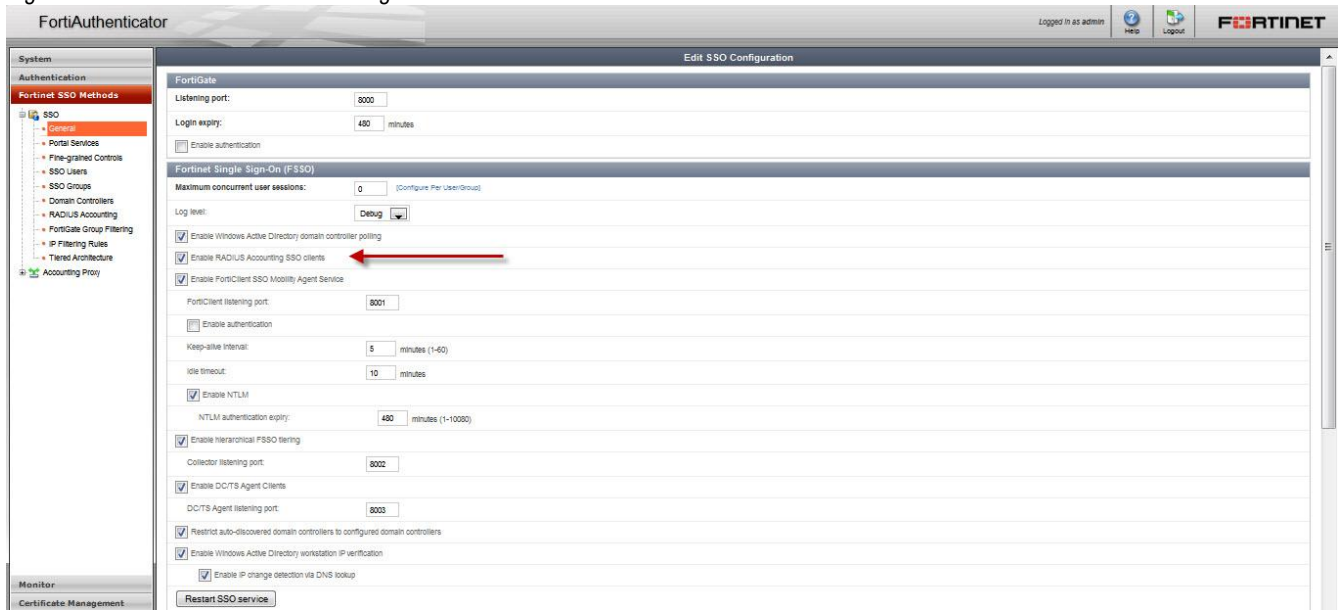 FortiAuthenticator
Logged in as admin
Help
Logout
FORTINET
System
Authentication
Fortinet SSO Methods
SSO
General
Portal Services
Fine-grained Controls
SSO Users
SSO Groups
Domain Controllers
RADIUS Accounting
FortiGate Group Filtering
IP Filtering Rules
Tiered Architecture
Accounting Proxy
Monitor
Certificate Management
Edit SSO Configuration
FortiGate
Listening port: 8000
Login expiry: 480 minutes
Enable authentication
Fortinet Single Sign-On (FSSO)
Maximum concurrent user sessions: 0 [Configure Per User/Group]
Log level: Debug
Enable Windows Active Directory domain controller polling
Enable RADIUS Accounting SSO clients
Enable FortiClient SSO Mobility Agent Service
FortiClient listening port: 8001
Enable authentication
Keep-alive interval: 5 minutes (1-60)
Idle timeout: 10 minutes
Enable NTLM
NTLM authentication expiry: 480 minutes (1-10080)
Enable hierarchical FSSO tiering
Collector listening port: 8002
Enable DC/TS Agent Clients
DC/TS Agent listening port: 8003
Restrict auto-discovered domain controllers to configured domain controllers
Enable Windows Active Directory workstation IP verification
Enable IP change detection via DNS lookup
Restart SSO service